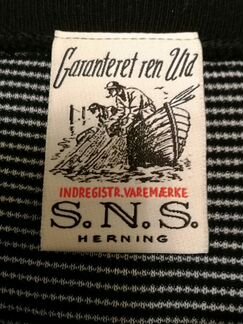 Garanteret ren Uld
INDREGISTR. VAREMÆRKE
S.N.S.
HERNING